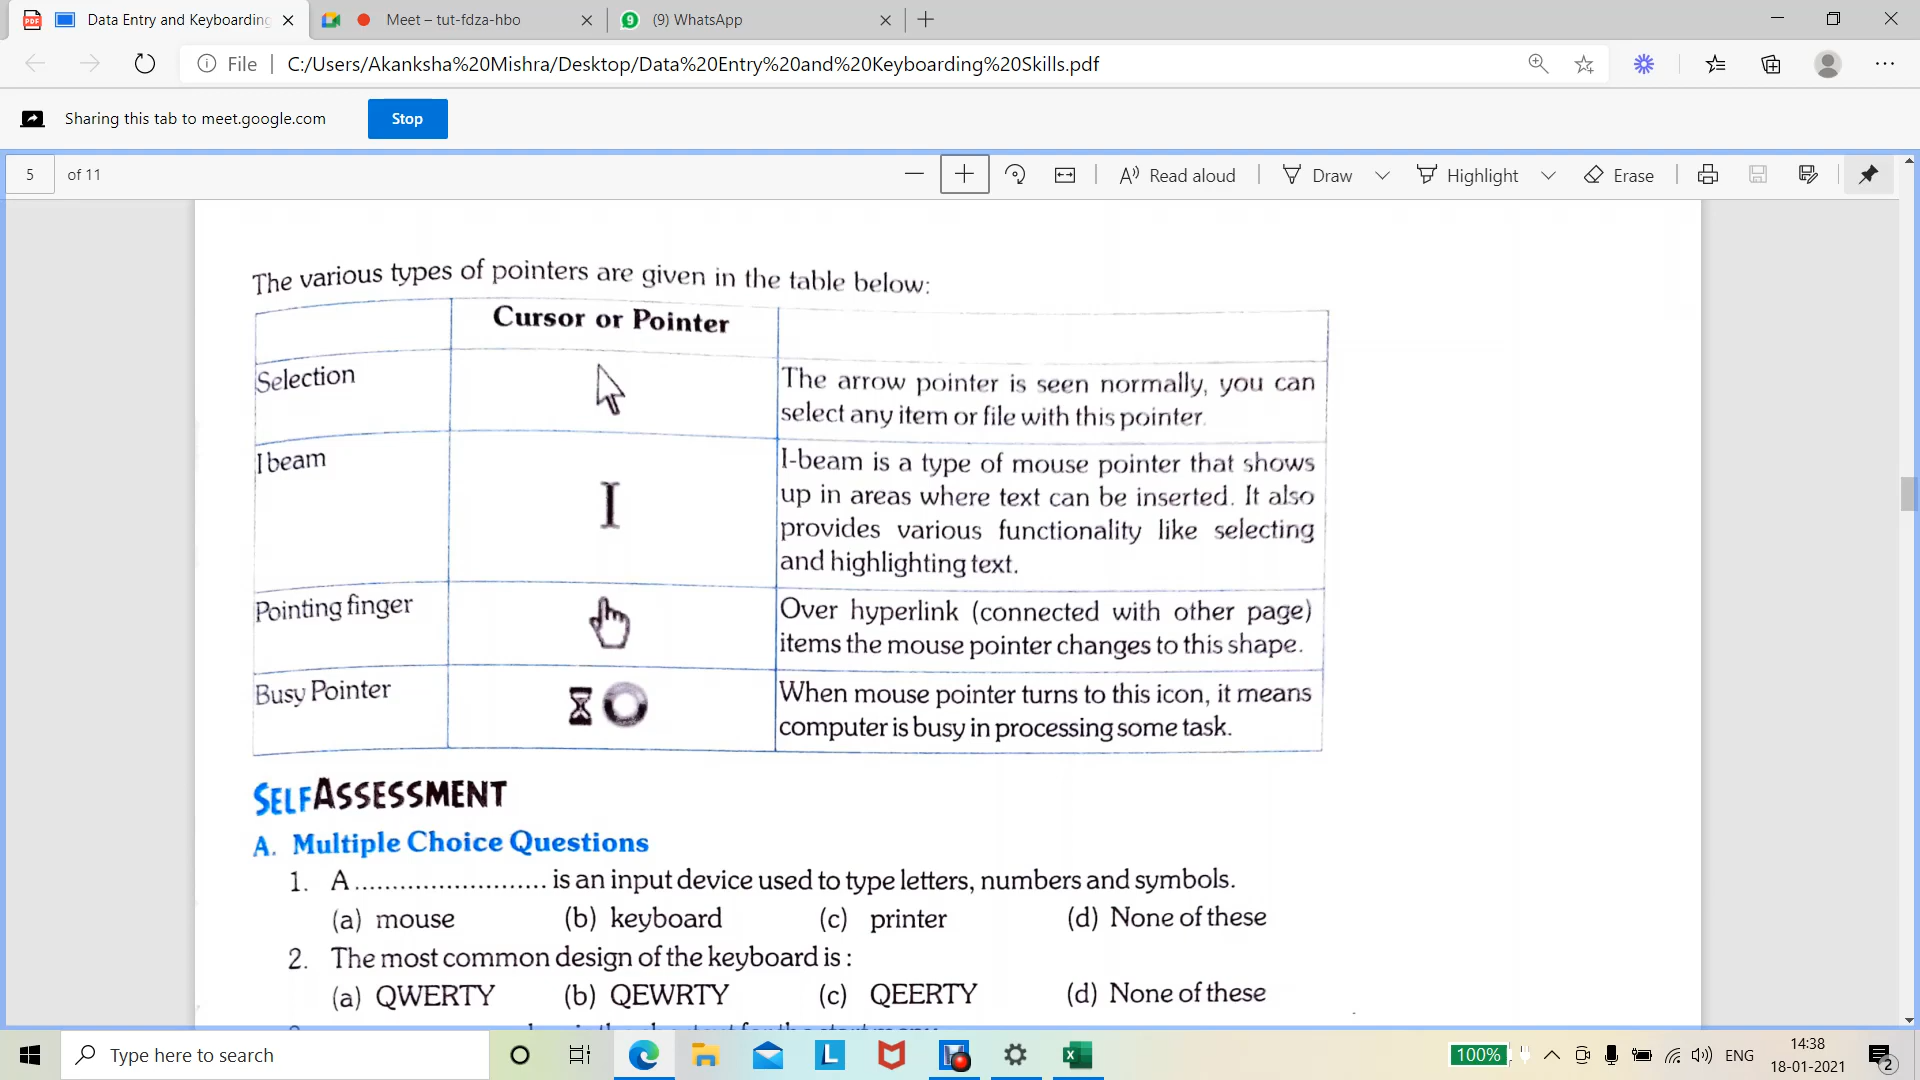 Data Entry and Keyboarding
Meet – tut-fdza-hbo
(9) WhatsApp
File
C:/Users/Akanksha%20Mishra/Desktop/Data%20Entry%20and%20Keyboarding%20Skills.pdf
Sharing this tab to meet.google.com
Stop
5 of 11
Read aloud
Draw
Highlight
Erase
The various types of pointers are given in the table below:
Cursor or Pointer
Selection
The arrow pointer is seen normally, you can
select any item or file with this pointer.
I beam
I-beam is a type of mouse pointer that shows
up in areas where text can be inserted. It also
provides various functionality like selecting
and highlighting text.
Pointing finger
Over hyperlink (connected with other page)
items the mouse pointer changes to this shape.
Busy Pointer
When mouse pointer turns to this icon, it means
computer is busy in processing some task.
SELF ASSESSMENT
A. Multiple Choice Questions
1. A .......................... is an input device used to type letters, numbers and symbols.
(a) mouse (b) keyboard (c) printer (d) None of these
2. The most common design of the keyboard is :
(a) QWERTY (b) QEWRTY (c) QEERTY (d) None of these
Type here to search
100%
ENG
14:38
18-01-2021
2